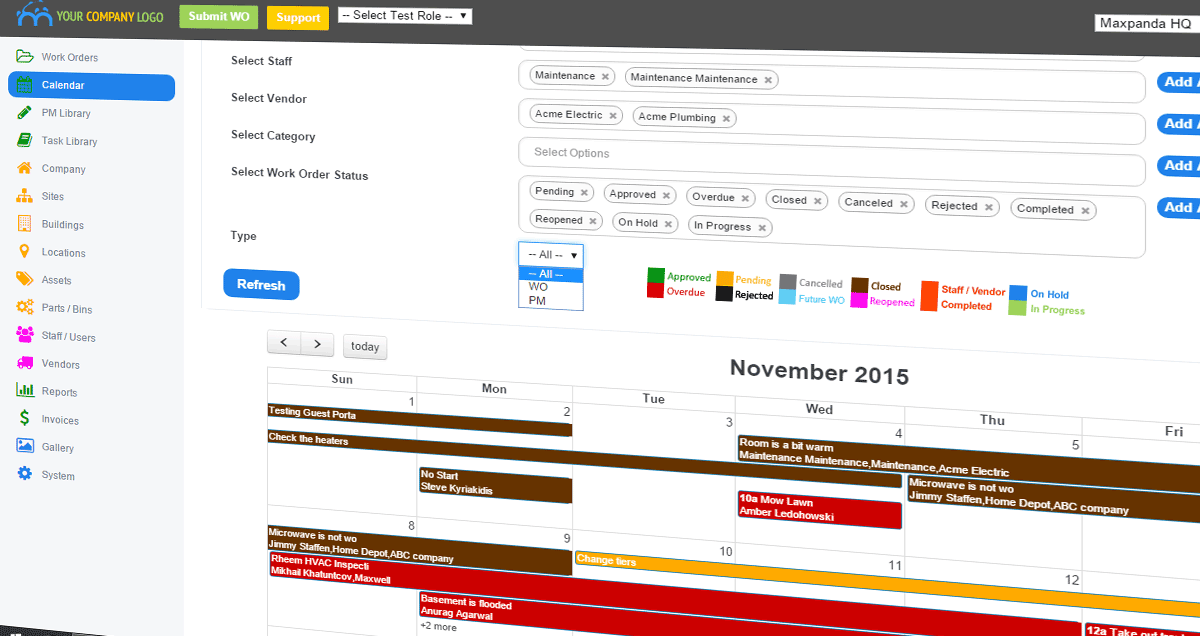 YOUR COMPANY LOGO
Submit WO
Support
-- Select Test Role --
Maxpanda HQ
Work Orders
Calendar
PM Library
Task Library
Company
Sites
Buildings
Locations
Assets
Parts / Bins
Staff / Users
Vendors
Reports
Invoices
Gallery
System
Select Staff
Maintenance × Maintenance Maintenance ×
Add A
Select Vendor
Acme Electric × Acme Plumbing ×
Add A
Select Category
Select Options
Add A
Select Work Order Status
Pending × Approved × Overdue × Closed × Canceled × Rejected × Completed ×
Reopened × On Hold × In Progress ×
Add A
Type
-- All --
-- All --
WO
PM
Refresh
Approved Pending Cancelled Closed Staff / Vendor On Hold
Overdue Rejected Future WO Reopened Completed In Progress
< > today
November 2015
Sun Mon Tue Wed Thu Fri
1 2 3 4 5
Testing Guest Porta
Check the heaters
Room is a bit warm
Maintenance Maintenance,Maintenance,Acme Electric
No Start
Steve Kyriakidis
Microwave is not wo
Jimmy Staffen,Home Depot,ABC company
10a Mow Lawn
Amber Ledohowski
8 9 10 11 12
Microwave is not wo
Jimmy Staffen,Home Depot,ABC company
Change tiers
Rheem HVAC Inspecti
Mikhail Khatuntcov,Maxwell
Basement is flooded
Anurag Agarwal
+2 more
12a Take out